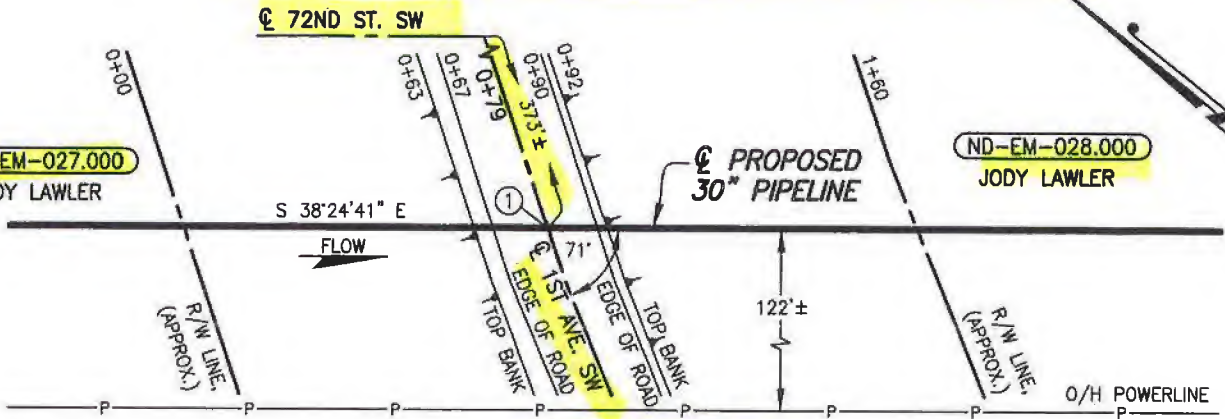 ℄ 72ND ST. SW
0+00
0+63
0+67
0+79
373'±
0+90
0+92
1+60
EM-027.000
DY LAWLER
℄ PROPOSED
30" PIPELINE
ND-EM-028.000
JODY LAWLER
S 38°24'41" E
FLOW
1
71°
℄ 1ST AVE. SW
122'±
R/W LINE,
(APPROX.)
TOP BANK
EDGE OF ROAD
EDGE OF ROAD
TOP BANK
R/W LINE,
(APPROX.)
O/H POWERLINE
P P P P P P P P